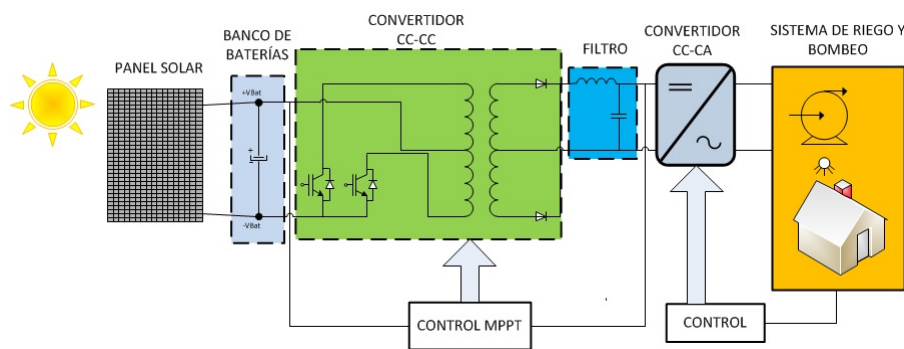 PANEL SOLAR
BANCO DE
BATERÍAS
CONVERTIDOR
CC-CC
FILTRO
CONVERTIDOR
CC-CA
SISTEMA DE RIEGO Y
BOMBEO
+VBat
-VBat
CONTROL MPPT
CONTROL